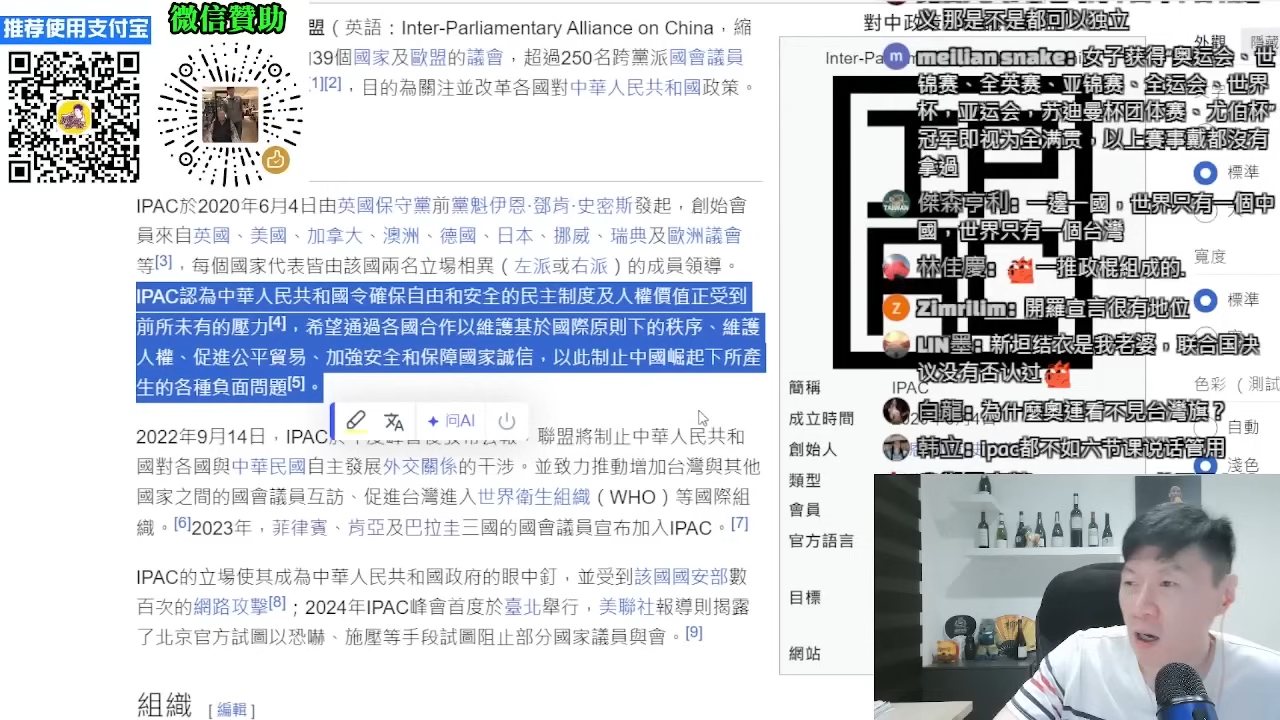 推荐使用支付宝
微信贊助
盟（英語：Inter-Parliamentary Alliance on China，縮
39個國家及歐盟的議會，超過250名跨黨派國會議員
[1][2]，目的為關注並改革各國對中華人民共和國政策。
IPAC於2020年6月4日由英國保守黨前黨魁伊恩·鄧肯·史密斯發起，創始會
員來自英國、美國、加拿大、澳洲、德國、日本、挪威、瑞典及歐洲議會
等[3]，每個國家代表皆由該國兩名立場相異（左派或右派）的成員領導。
IPAC認為中華人民共和國令確保自由和安全的民主制度及人權價值正受到
前所未有的壓力[4]，希望通過各國合作以維護基於國際原則下的秩序、維護
人權、促進公平貿易、加強安全和保障國家誠信，以此制止中國崛起下所產
生的各種負面問題[5]。
问AI
2022年9月14日，IPAC
聯盟將制止中華人民共和
國對各國與中華民國自主發展外交關係的干涉。並致力推動增加台灣與其他
國家之間的國會議員互訪、促進台灣進入世界衛生組織（WHO）等國際組
織。[6]2023年，菲律賓、肯亞及巴拉圭三國的國會議員宣布加入IPAC。[7]
IPAC的立場使其成為中華人民共和國政府的眼中釘，並受到該國國安部數
百次的網路攻擊[8]；2024年IPAC峰會首度於臺北舉行，美聯社報導則揭露
了北京官方試圖以恐嚇、施壓等手段試圖阻止部分國家議員與會。[9]
組織 [編輯]
對中政
Inter-Pa
簡稱
IPAC
成立時間
創始人
類型
會員
官方語言
目標
網站
外觀
隱藏
標準
寬度
標準
色彩（測試
自動
淺色
义那是不是都可以独立
m
meilian snake: 女子获得“奥运会、世
锦赛、全英赛、亚锦赛、全运会、世界
杯，亚运会，苏迪曼杯团体赛、尤伯杯”
冠军即视为全满贯，以上賽事戴都沒有
拿過
傑森亨利: 一邊一國，世界只有一個中
國，世界只有一個台灣
林佳慶: 一推政棍組成的.
Z
Zimrilim: 開羅宣言很有地位
LIN墨: 新垣结衣是我老婆，联合国决
议没有否认过
白龍: 為什麼奧運看不見台灣旗？
韩立: Ipac都不如六节课说话管用